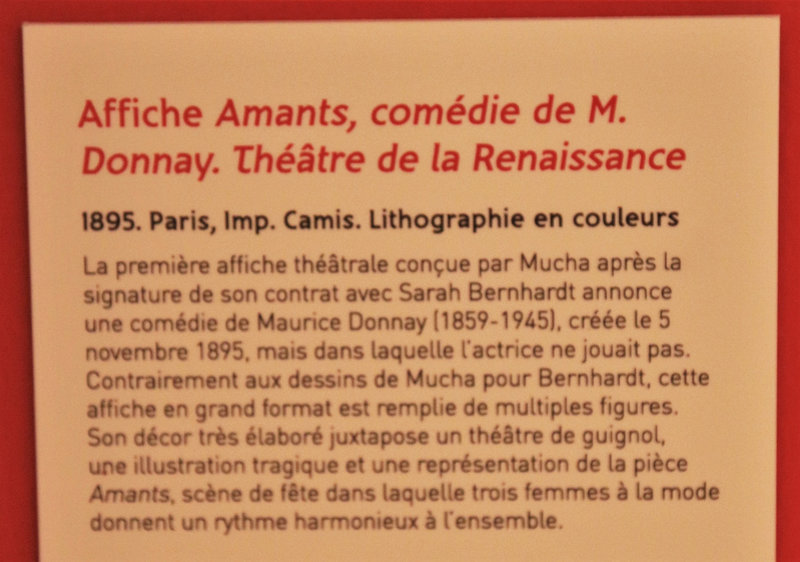 Affiche Amants, comédie de M.
Donnay. Théâtre de la Renaissance
1895. Paris, Imp. Camis. Lithographie en couleurs
La première affiche théâtrale conçue par Mucha après la
signature de son contrat avec Sarah Bernhardt annonce
une comédie de Maurice Donnay (1859-1945), créée le 5
novembre 1895, mais dans laquelle l'actrice ne jouait pas.
Contrairement aux dessins de Mucha pour Bernhardt, cette
affiche en grand format est remplie de multiples figures.
Son décor très élaboré juxtapose un théâtre de guignol,
une illustration tragique et une représentation de la pièce
Amants, scène de fête dans laquelle trois femmes à la mode
donnent un rythme harmonieux à l'ensemble.